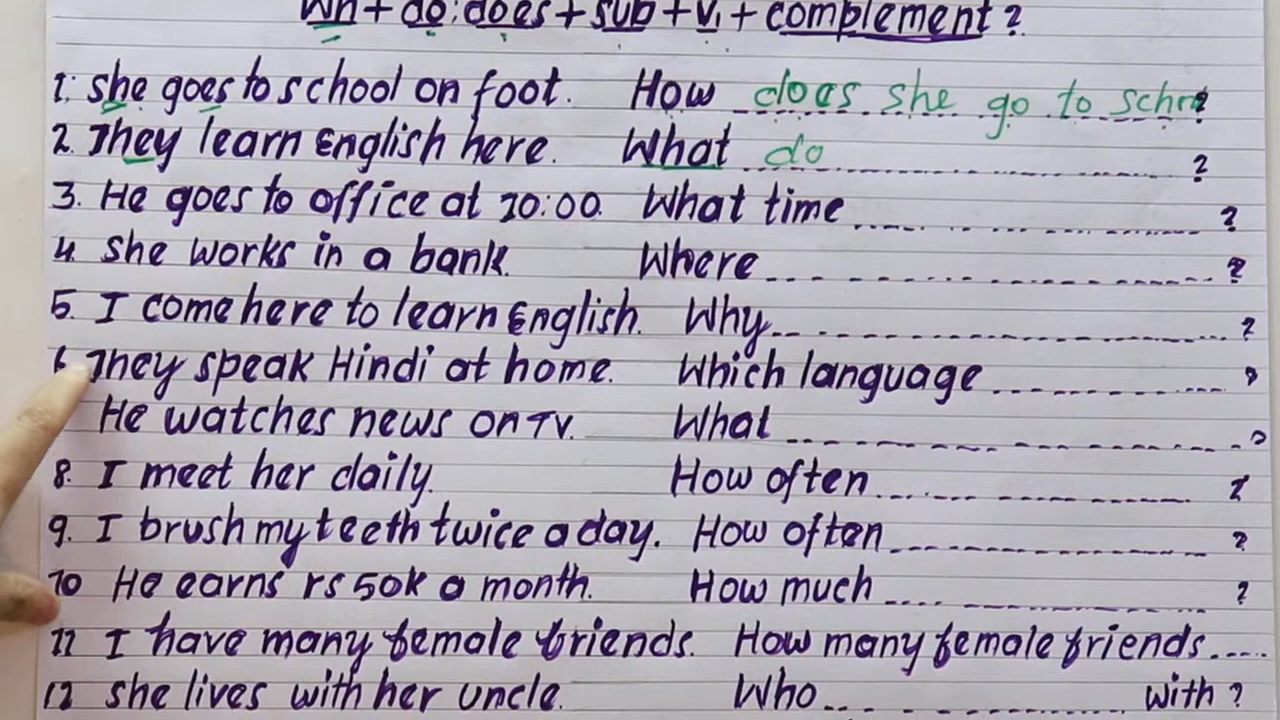 Wh + do: does + sub + V1 + complement ?
1. She goes to school on foot. How does she go to scho ?
2. They learn English here. What do ?
3. He goes to office at 10:00. What time ?
4. She works in a bank. Where ?
5. I come here to learn English. Why ?
6. They speak Hindi at home. Which language ?
He watches news on TV. What ?
8. I meet her daily. How often ?
9. I brush my teeth twice a day. How often ?
10 He earns rs 50k a month. How much ?
11 I have many female friends. How many female friends
12 She lives with her uncle. Who with ?